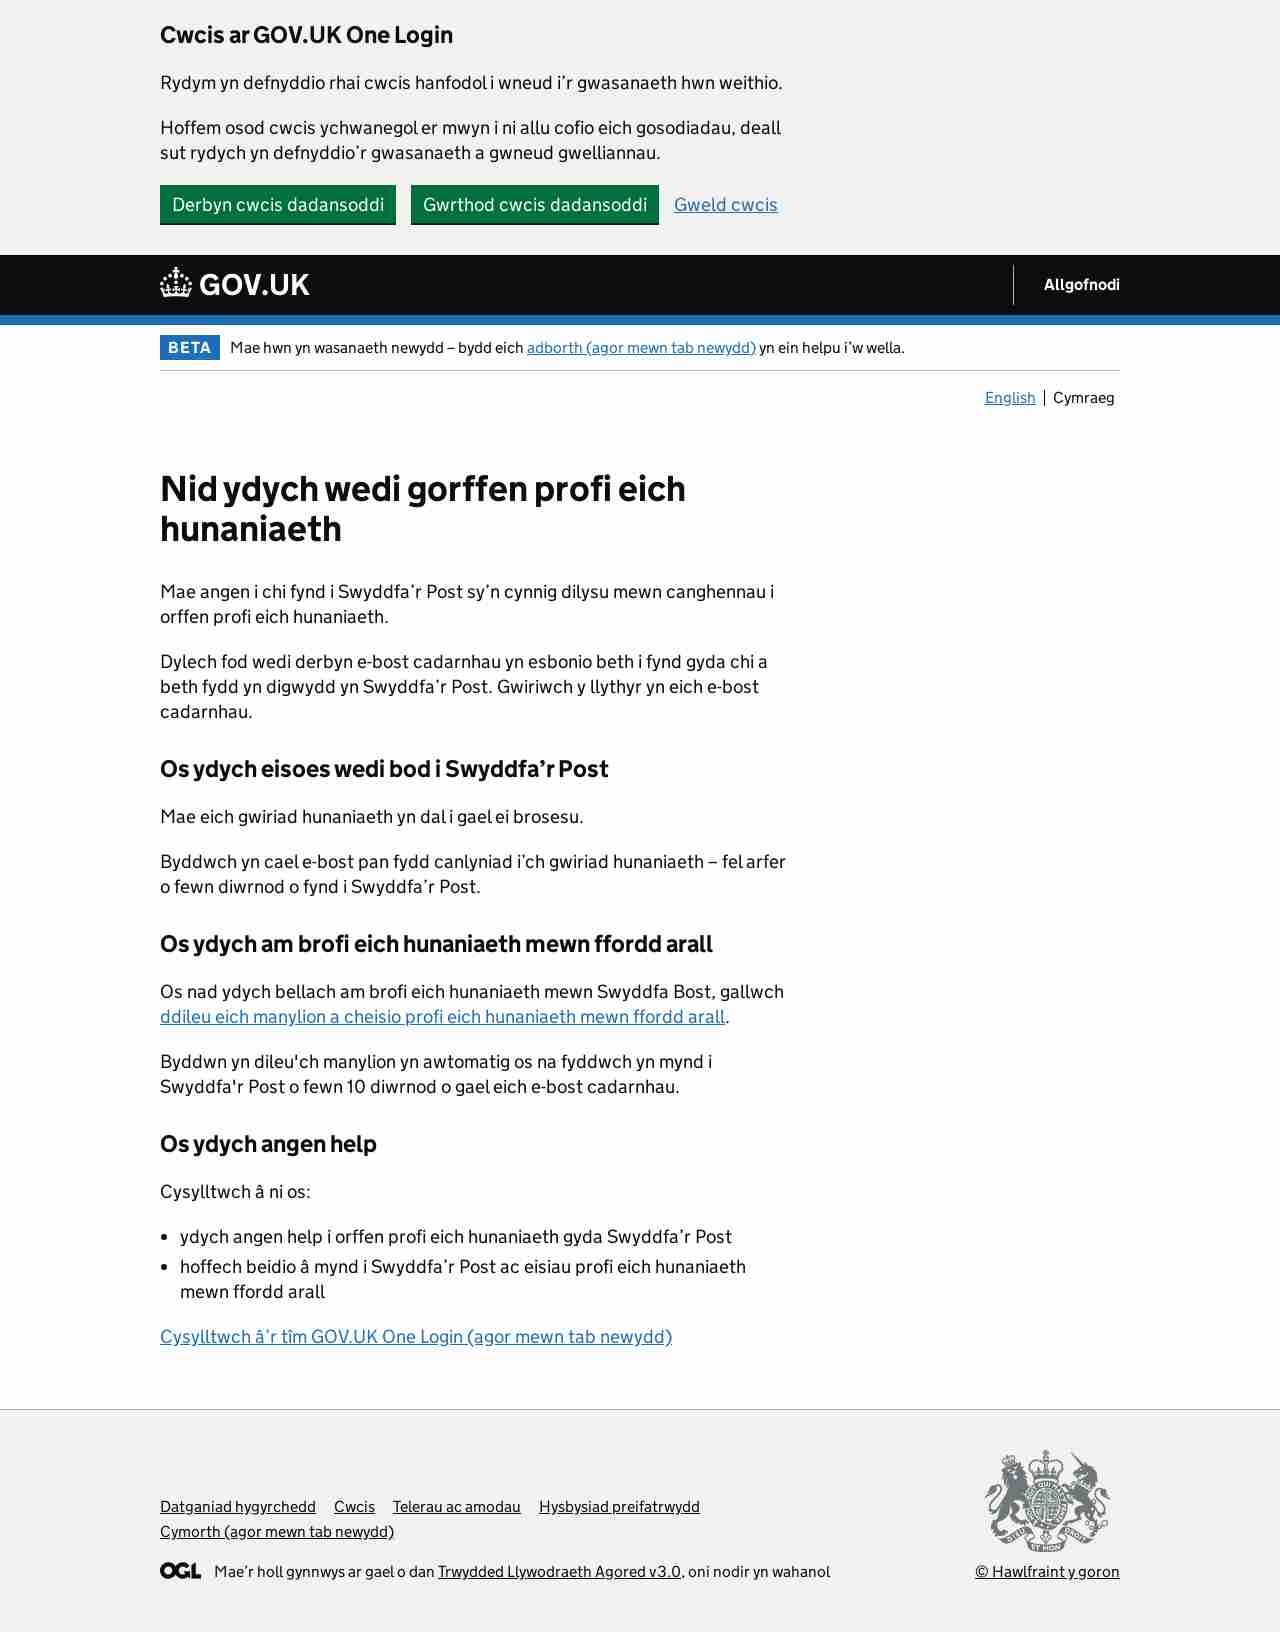 Cwcis ar GOV.UK One Login
Rydym yn defnyddio rhai cwcis hanfodol i wneud i’r gwasanaeth hwn weithio.
Hoffem osod cwcis ychwanegol er mwyn i ni allu cofio eich gosodiadau, deall
sut rydych yn defnyddio’r gwasanaeth a gwneud gwelliannau.
Derbyn cwcis dadansoddi Gwrthod cwcis dadansoddi Gweld cwcis
GOV.UK Allgofnodi
BETA Mae hwn yn wasanaeth newydd – bydd eich adborth (agor mewn tab newydd) yn ein helpu i’w wella.
English Cymraeg
Nid ydych wedi gorffen profi eich
hunaniaeth
Mae angen i chi fynd i Swyddfa’r Post sy’n cynnig dilysu mewn canghennau i
orffen profi eich hunaniaeth.
Dylech fod wedi derbyn e-bost cadarnhau yn esbonio beth i fynd gyda chi a
beth fydd yn digwydd yn Swyddfa’r Post. Gwiriwch y llythyr yn eich e-bost
cadarnhau.
Os ydych eisoes wedi bod i Swyddfa’r Post
Mae eich gwiriad hunaniaeth yn dal i gael ei brosesu.
Byddwch yn cael e-bost pan fydd canlyniad i’ch gwiriad hunaniaeth – fel arfer
o fewn diwrnod o fynd i Swyddfa’r Post.
Os ydych am brofi eich hunaniaeth mewn ffordd arall
Os nad ydych bellach am brofi eich hunaniaeth mewn Swyddfa Bost, gallwch
ddileu eich manylion a cheisio profi eich hunaniaeth mewn ffordd arall.
Byddwn yn dileu'ch manylion yn awtomatig os na fyddwch yn mynd i
Swyddfa'r Post o fewn 10 diwrnod o gael eich e-bost cadarnhau.
Os ydych angen help
Cysylltwch â ni os:
• ydych angen help i orffen profi eich hunaniaeth gyda Swyddfa’r Post
• hoffech beidio â mynd i Swyddfa’r Post ac eisiau profi eich hunaniaeth
mewn ffordd arall
Cysylltwch â’r tîm GOV.UK One Login (agor mewn tab newydd)
Datganiad hygyrchedd Cwcis Telerau ac amodau Hysbysiad preifatrwydd
Cymorth (agor mewn tab newydd)
OGL Mae’r holl gynnwys ar gael o dan Trwydded Llywodraeth Agored v3.0, oni nodir yn wahanol
© Hawlfraint y goron